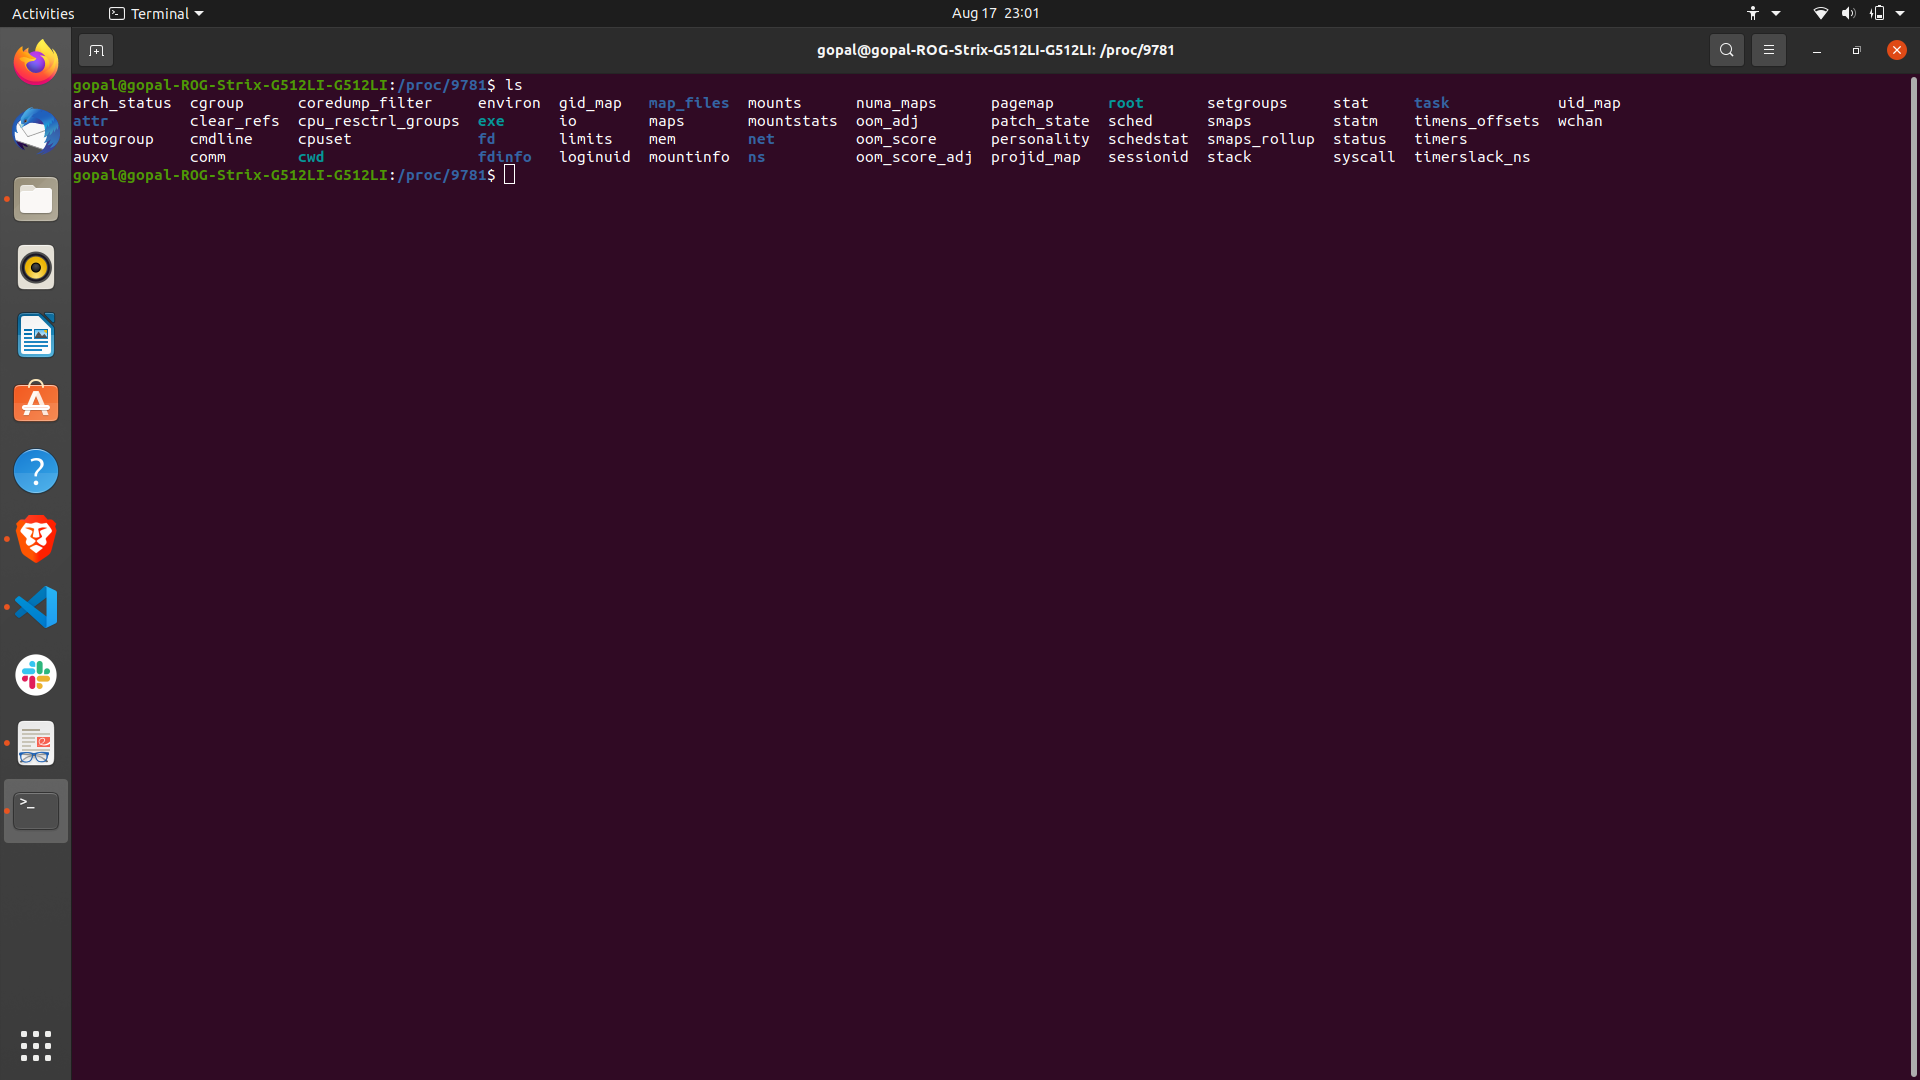 Activities Terminal Aug 17 23:01
gopal@gopal-ROG-Strix-G512LI-G512LI: /proc/9781
gopal@gopal-ROG-Strix-G512LI-G512LI:/proc/9781$ ls
arch_status cgroup coredump_filter environ gid_map map_files mounts numa_maps pagemap root setgroups stat task uid_map
attr clear_refs cpu_resctrl_groups exe io maps mountstats oom_adj patch_state sched smaps statm timens_offsets wchan
autogroup cmdline cpuset fd limits mem net oom_score personality schedstat smaps_rollup status timers
auxv comm cwd fdinfo loginuid mountinfo ns oom_score_adj projid_map sessionid stack syscall timerslack_ns
gopal@gopal-ROG-Strix-G512LI-G512LI:/proc/9781$